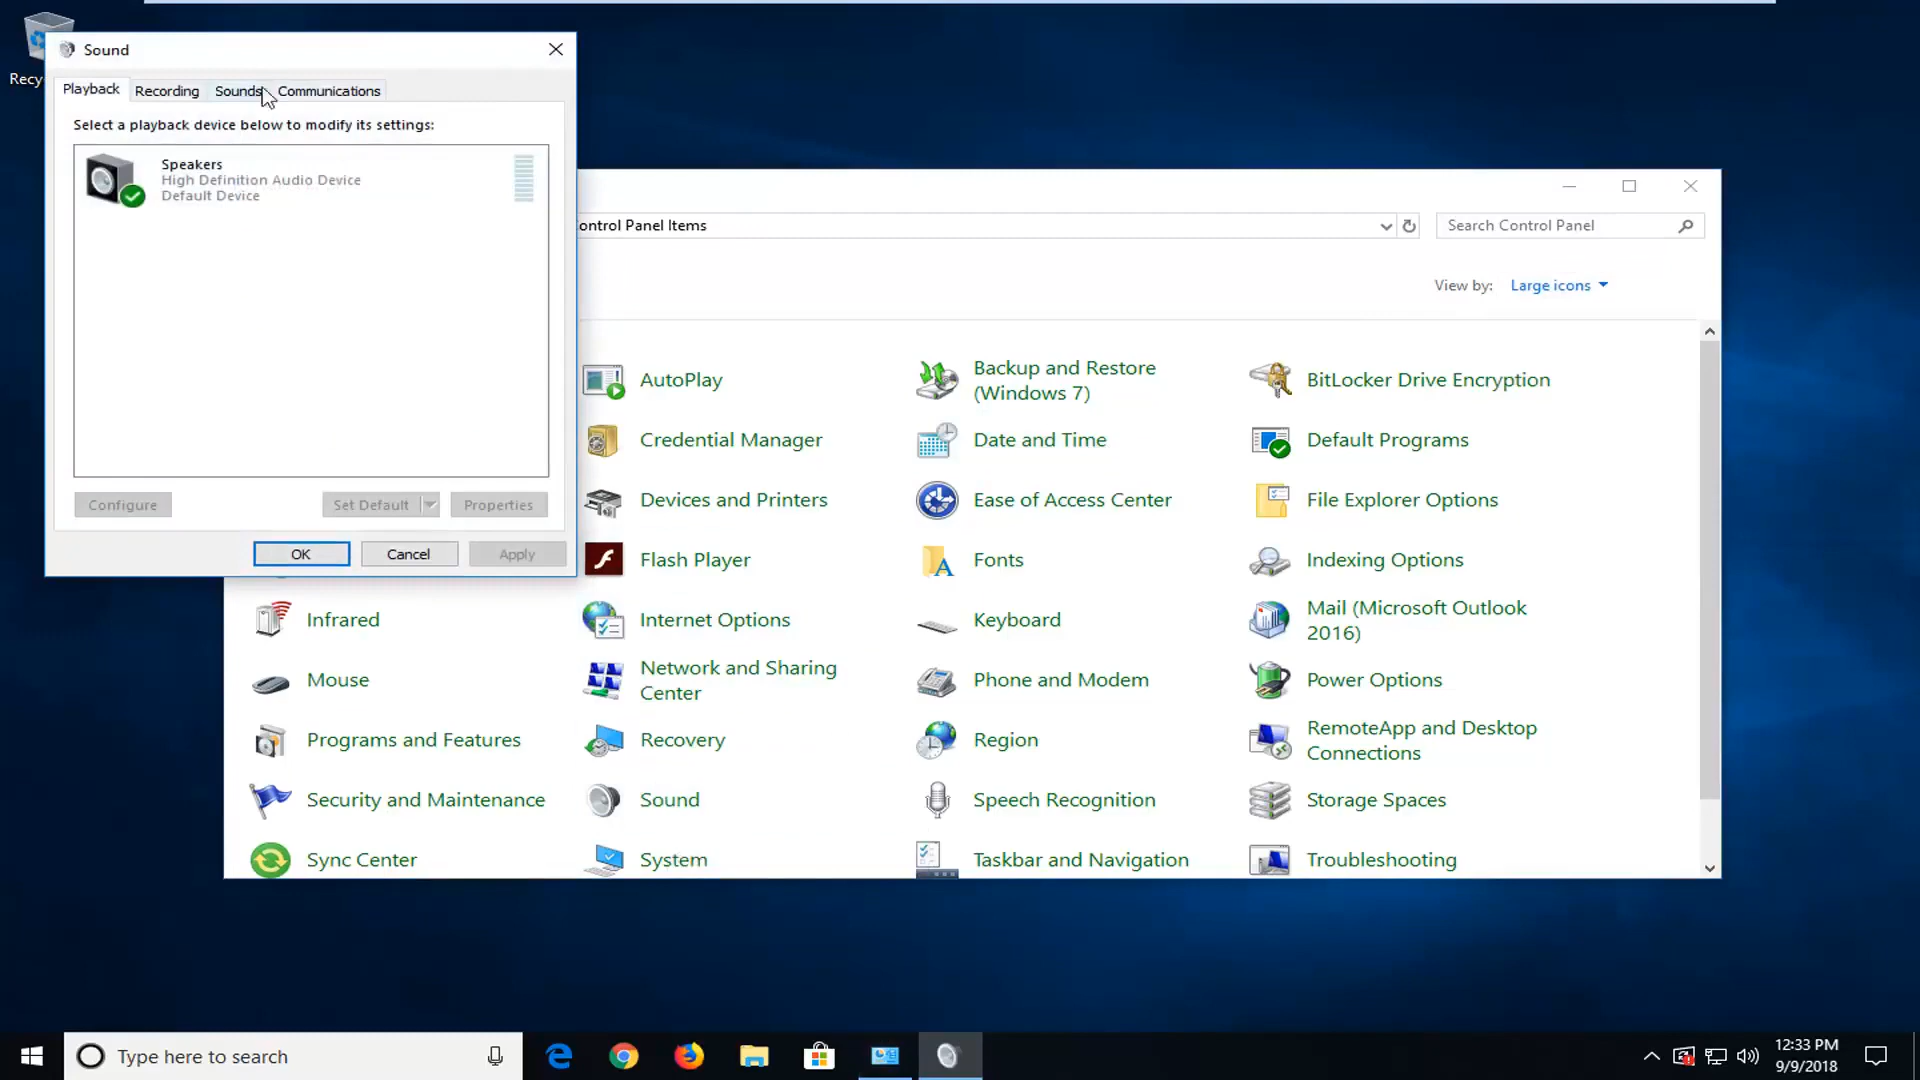 Recy
Sound
Playback
Recording
Sounds
Communications
Select a playback device below to modify its settings:
Speakers
High Definition Audio Device
Default Device
Configure
Set Default
Properties
OK
Cancel
Apply
ontrol Panel Items
Search Control Panel
View by:
Large icons
AutoPlay
Backup and Restore
(Windows 7)
BitLocker Drive Encryption
Credential Manager
Date and Time
Default Programs
Devices and Printers
Ease of Access Center
File Explorer Options
Flash Player
Fonts
Indexing Options
Infrared
Internet Options
Keyboard
Mail (Microsoft Outlook
2016)
Mouse
Network and Sharing
Center
Phone and Modem
Power Options
Programs and Features
Recovery
Region
RemoteApp and Desktop
Connections
Security and Maintenance
Sound
Speech Recognition
Storage Spaces
Sync Center
System
Taskbar and Navigation
Troubleshooting
Type here to search
12:33 PM
9/9/2018